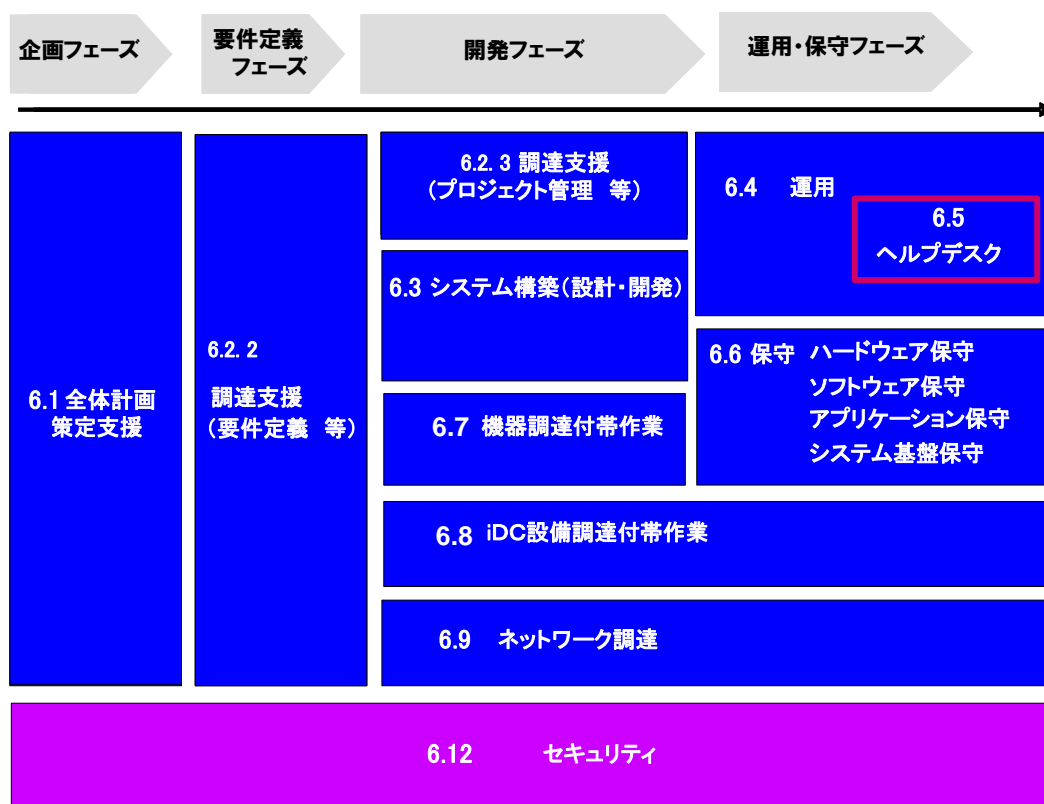 企画フェーズ
要件定義
フェーズ
開発フェーズ
運用・保守フェーズ
6.1 全体計画
策定支援
6.2. 2
調達支援
（要件定義　等）
6.2. 3 調達支援
（プロジェクト管理　等）
6.3 システム構築（設計・開発）
6.7 機器調達付帯作業
6.4　運用
6.5
ヘルプデスク
6.6 保守　ハードウェア保守
ソフトウェア保守
アプリケーション保守
システム基盤保守
6.8 iDC設備調達付帯作業
6.9　ネットワーク調達
6.12　セキュリティ